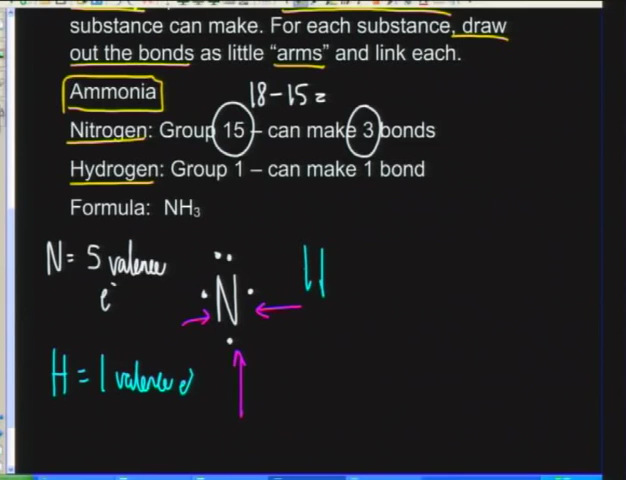 substance can make. For each substance, draw
out the bonds as little “arms” and link each.
Ammonia
18-15=
Nitrogen: Group 15 – can make 3 bonds
Hydrogen: Group 1 – can make 1 bond
Formula: NH₃
N = 5 valence
e⁻
N
H = 1 valence e⁻